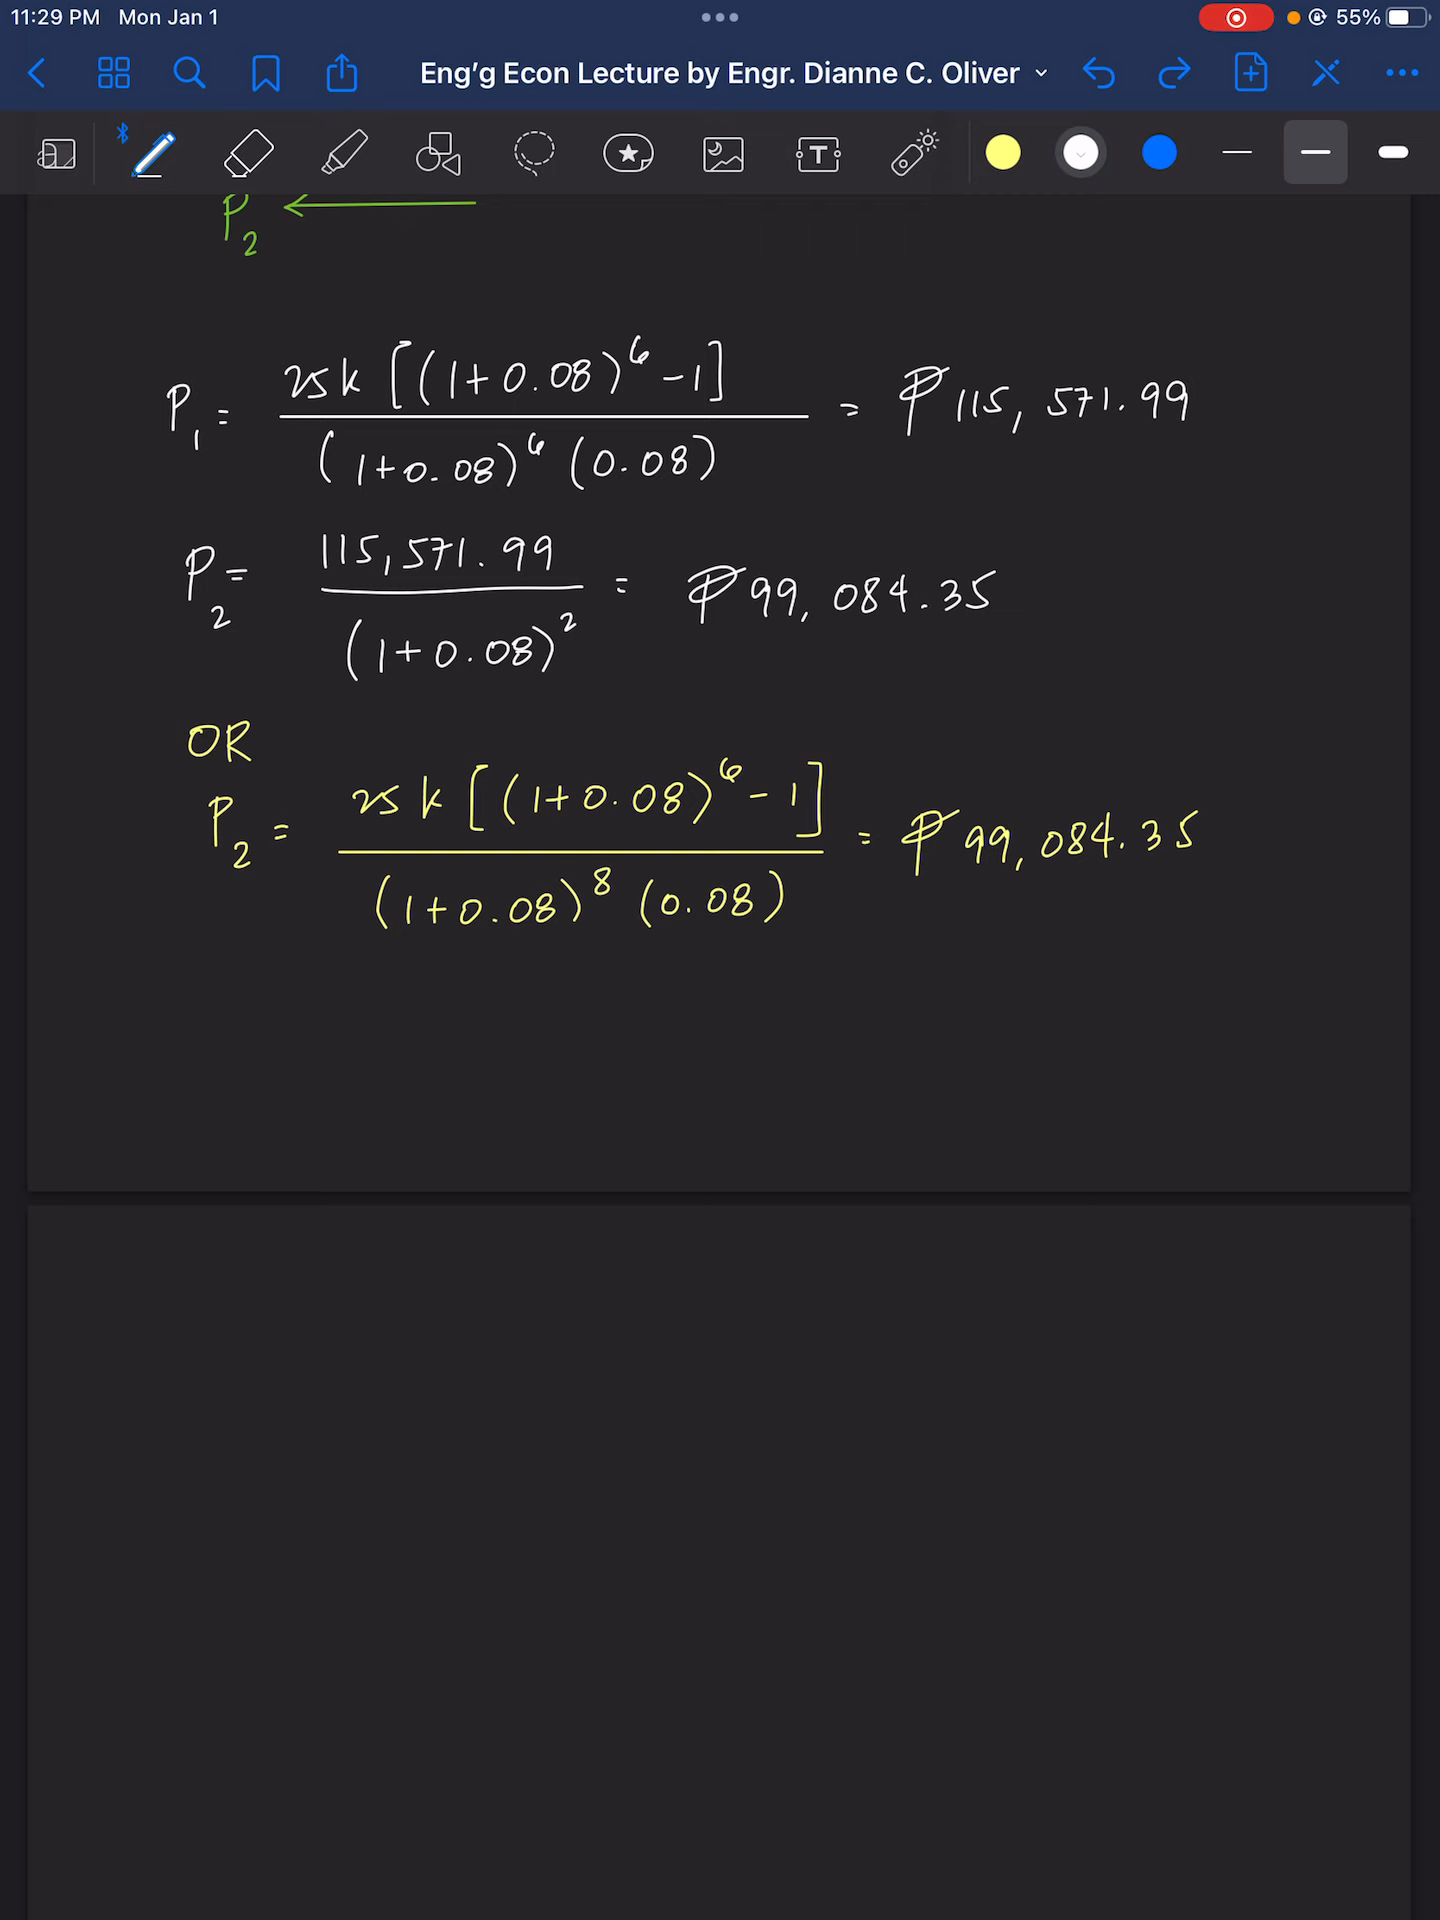 11:29 PM Mon Jan 1
55%
Eng'g Econ Lecture by Engr. Dianne C. Oliver
P₂
P₁ = 25k [(1+0.08)⁶ -1] / (1+0.08)⁶ (0.08) = ₱115,571.99
P₂ = 115,571.99 / (1+0.08)² = ₱99,084.35
OR
P₂ = 25k [(1+0.08)⁶ -1] / (1+0.08)⁸ (0.08) = ₱99,084.35